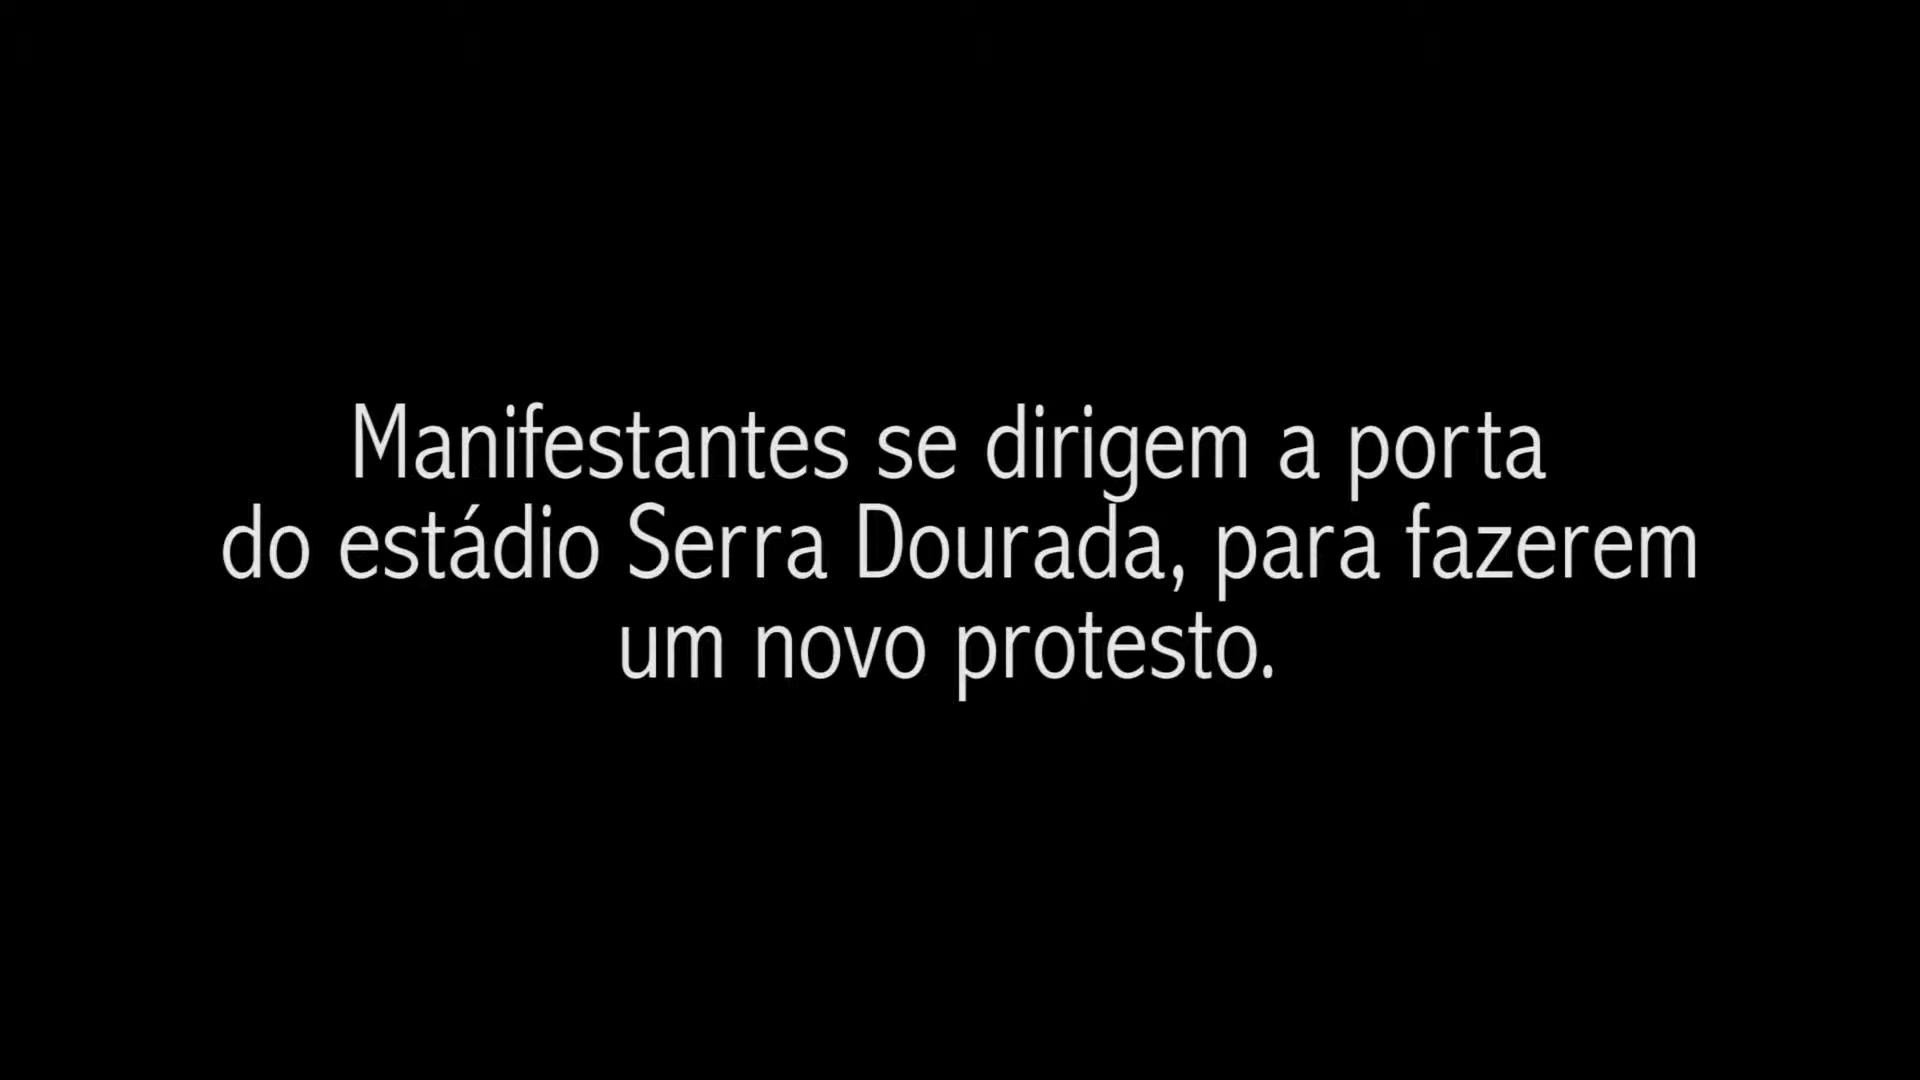 Manifestantes se dirigem a porta
do estádio Serra Dourada, para fazerem
um novo protesto.